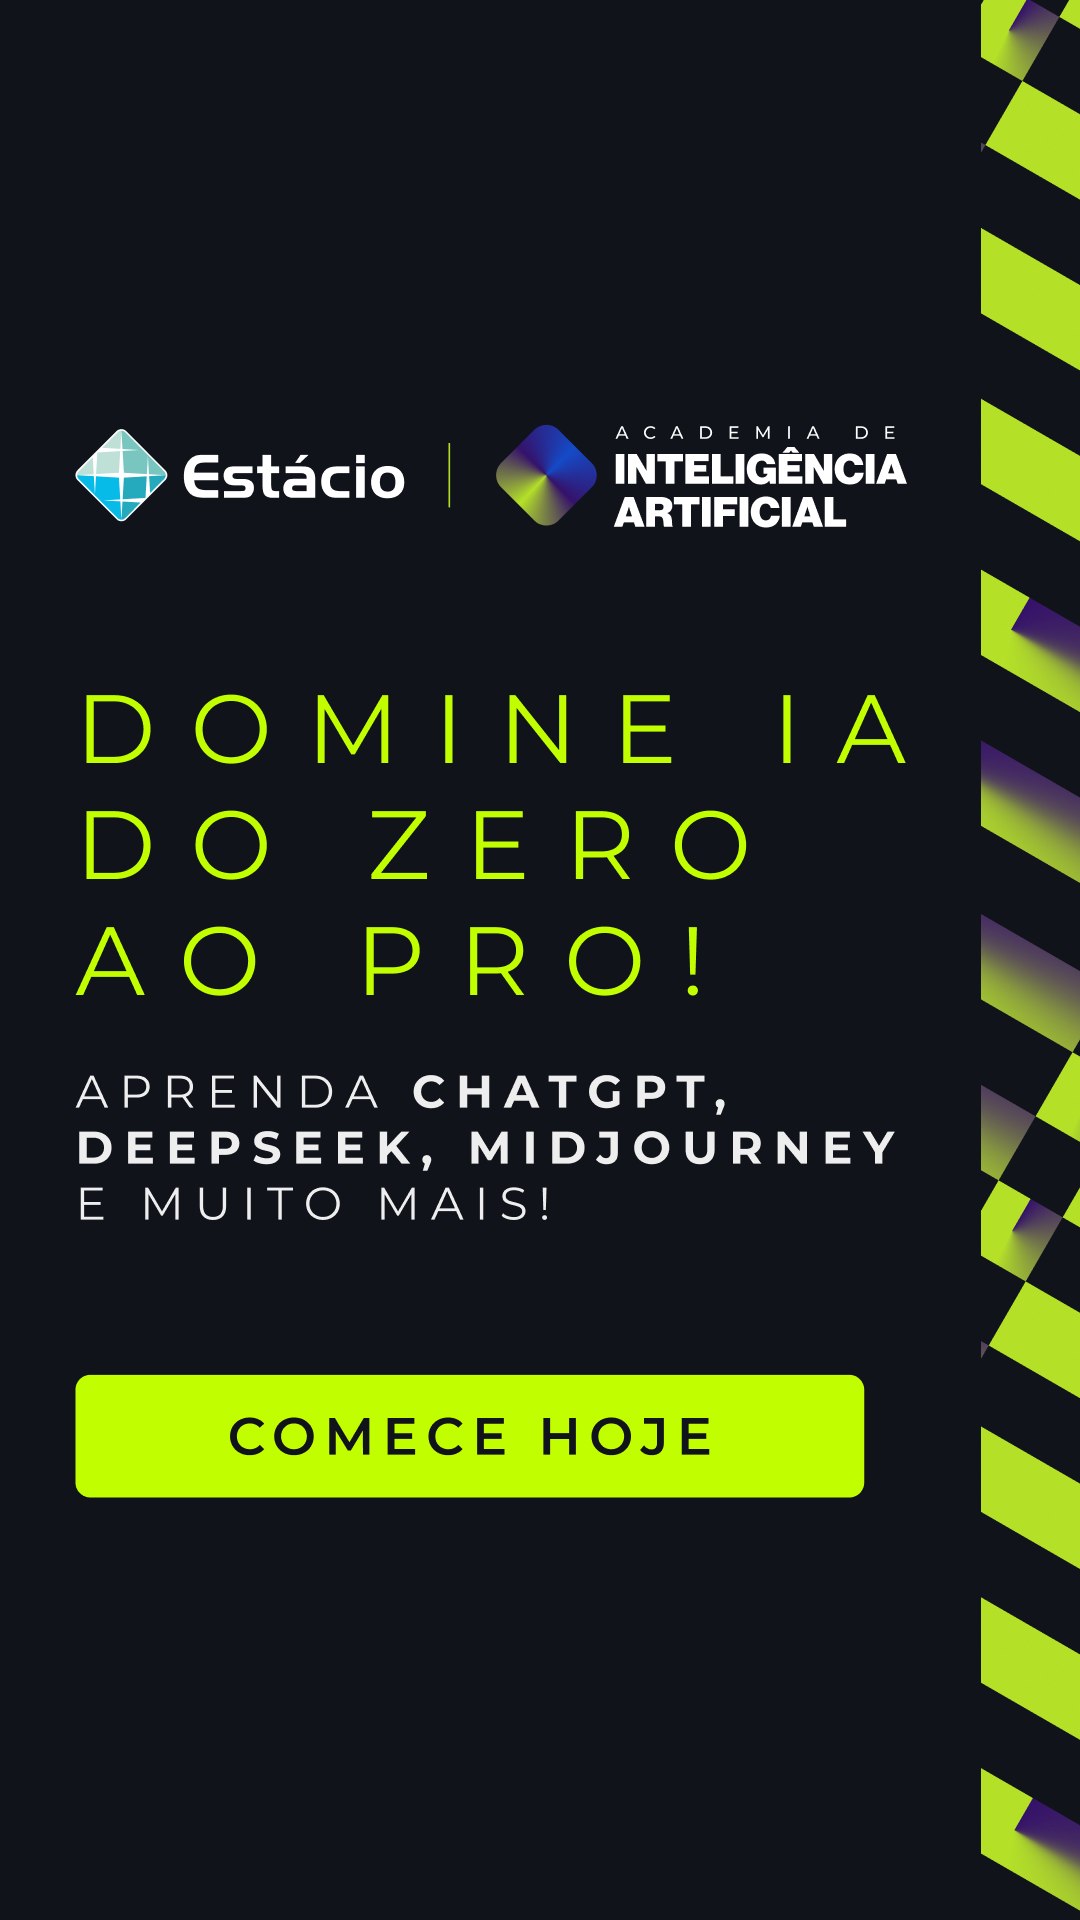 Estácio
ACADEMIA DE
INTELIGÊNCIA
ARTIFICIAL
DOMINE IA
DO ZERO
AO PRO!
APRENDA CHATGPT,
DEEPSEEK, MIDJOURNEY
E MUITO MAIS!
COMECE HOJE